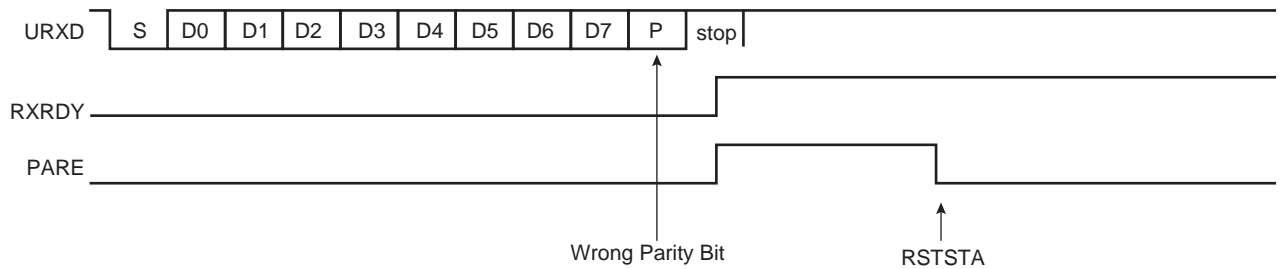 URXD S D0 D1 D2 D3 D4 D5 D6 D7 P stop
RXRDY
PARE
Wrong Parity Bit RSTSTA